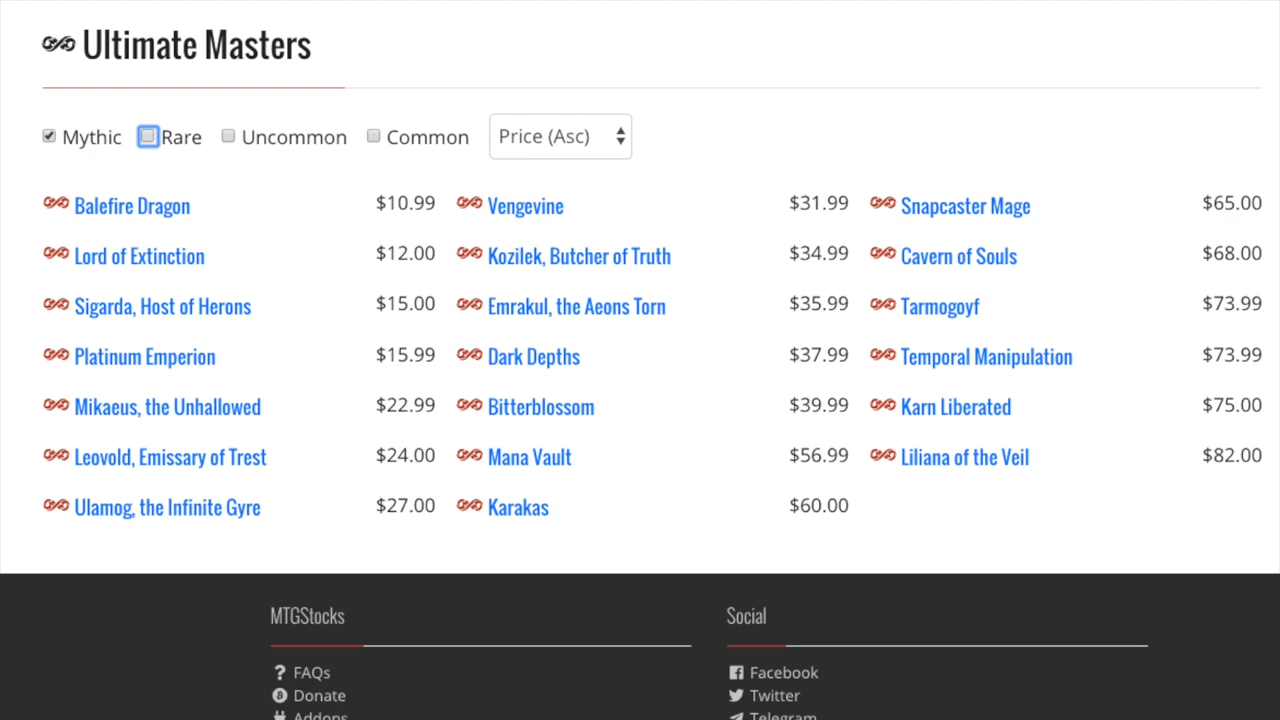 Ultimate Masters
Mythic Rare Uncommon Common Price (Asc)
Balefire Dragon $10.99
Lord of Extinction $12.00
Sigarda, Host of Herons $15.00
Platinum Emperion $15.99
Mikaeus, the Unhallowed $22.99
Leovold, Emissary of Trest $24.00
Ulamog, the Infinite Gyre $27.00
Vengevine $31.99
Kozilek, Butcher of Truth $34.99
Emrakul, the Aeons Torn $35.99
Dark Depths $37.99
Bitterblossom $39.99
Mana Vault $56.99
Karakas $60.00
Snapcaster Mage $65.00
Cavern of Souls $68.00
Tarmogoyf $73.99
Temporal Manipulation $73.99
Karn Liberated $75.00
Liliana of the Veil $82.00
MTGStocks
FAQs
Donate
Addons
Social
Facebook
Twitter
Telegram